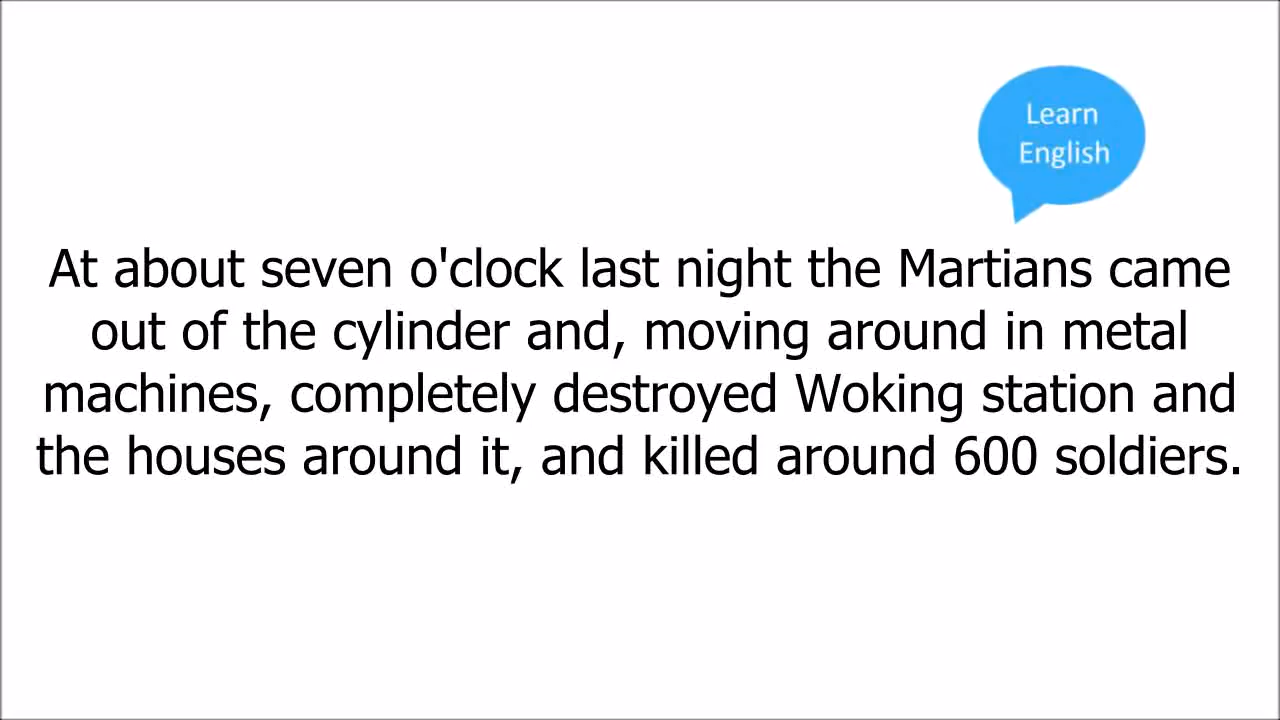 Learn
English
At about seven o'clock last night the Martians came
out of the cylinder and, moving around in metal
machines, completely destroyed Woking station and
the houses around it, and killed around 600 soldiers.